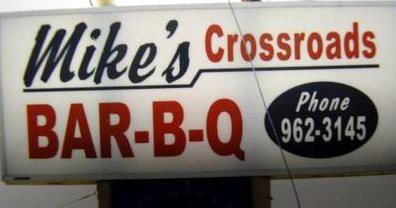 Mike's Crossroads
BAR-B-Q
Phone
962-3145